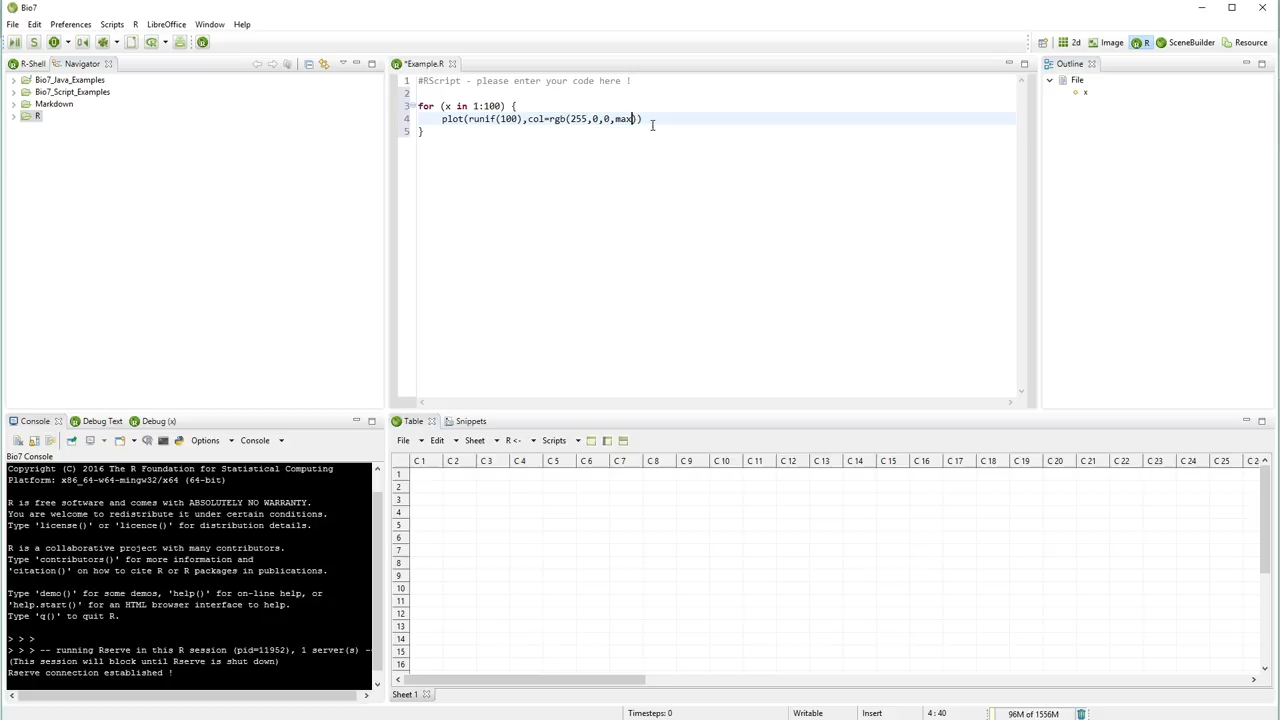 Bio7
File Edit Preferences Scripts R LibreOffice Window Help
2d Image R SceneBuilder Resource
R-Shell Navigator
Bio7_Java_Examples
Bio7_Script_Examples
Markdown
R
*Example.R
1 #RScript - please enter your code here !
2
3 for (x in 1:100) {
4 plot(runif(100),col=rgb(255,0,0,max))
5 }
Outline
File
x
Console Debug Text Debug (x)
Options Console
Bio7 Console
Copyright (C) 2016 The R Foundation for Statistical Computing
Platform: x86_64-w64-mingw32/x64 (64-bit)
R is free software and comes with ABSOLUTELY NO WARRANTY.
You are welcome to redistribute it under certain conditions.
Type 'license()' or 'licence()' for distribution details.
R is a collaborative project with many contributors.
Type 'contributors()' for more information and
'citation()' on how to cite R or R packages in publications.
Type 'demo()' for some demos, 'help()' for on-line help, or
'help.start()' for an HTML browser interface to help.
Type 'q()' to quit R.
> > >
> > > -- running Rserve in this R session (pid=11952), 1 server(s) -
(This session will block until Rserve is shut down)
Rserve connection established !
Table Snippets
File Edit Sheet R <- Scripts
C 1 C 2 C 3 C 4 C 5 C 6 C 7 C 8 C 9 C 10 C 11 C 12 C 13 C 14 C 15 C 16 C 17 C 18 C 19 C 20 C 21 C 22 C 23 C 24 C 25 C 2
1
2
3
4
5
6
7
8
9
10
11
12
13
14
15
16
Sheet 1
Timesteps: 0 Writable Insert 4 : 40 96M of 1556M